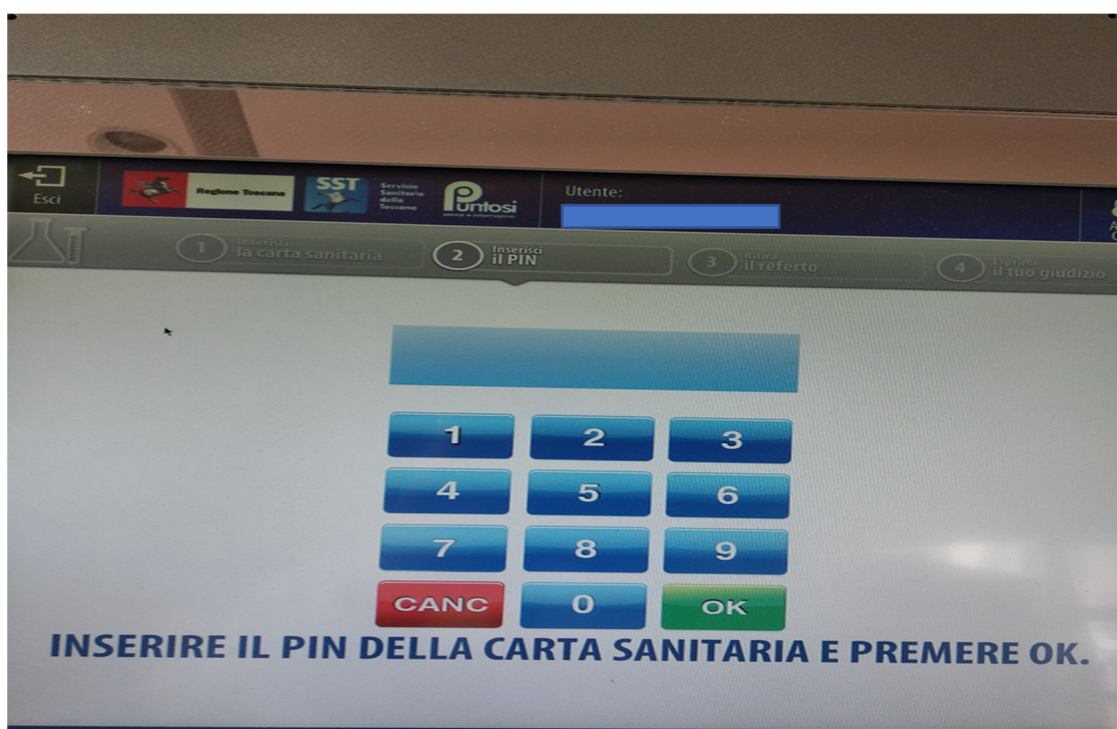 Esci
Regione Toscana
SST
Servizio
Sanitario
della
Toscana
Puntosi
Utente:
1 Inserisci
la carta sanitaria
2 Inserisci
il PIN
3 Ritira
il referto
4 Esprimi
il tuo giudizio
1 2 3
4 5 6
7 8 9
CANC 0 OK
INSERIRE IL PIN DELLA CARTA SANITARIA E PREMERE OK.